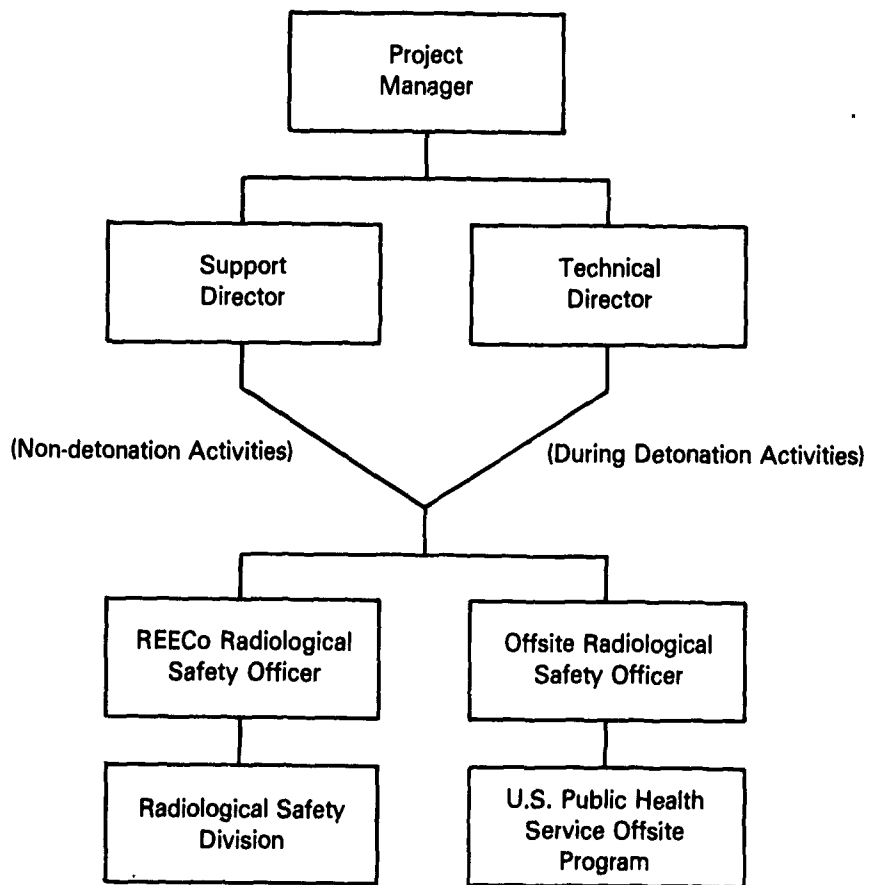 Project
Manager
Support
Director
Technical
Director
(Non-detonation Activities)
(During Detonation Activities)
REECo Radiological
Safety Officer
Offsite Radiological
Safety Officer
Radiological Safety
Division
U.S. Public Health
Service Offsite
Program